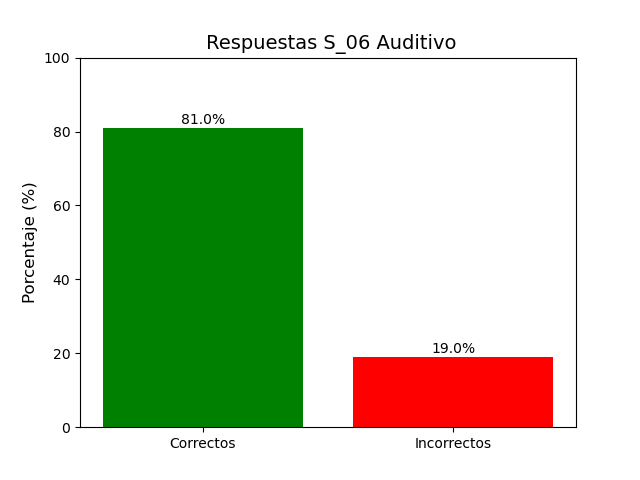 Respuestas S_06 Auditivo
Porcentaje (%)
100
80
60
40
20
0
81.0%
19.0%
Correctos
Incorrectos